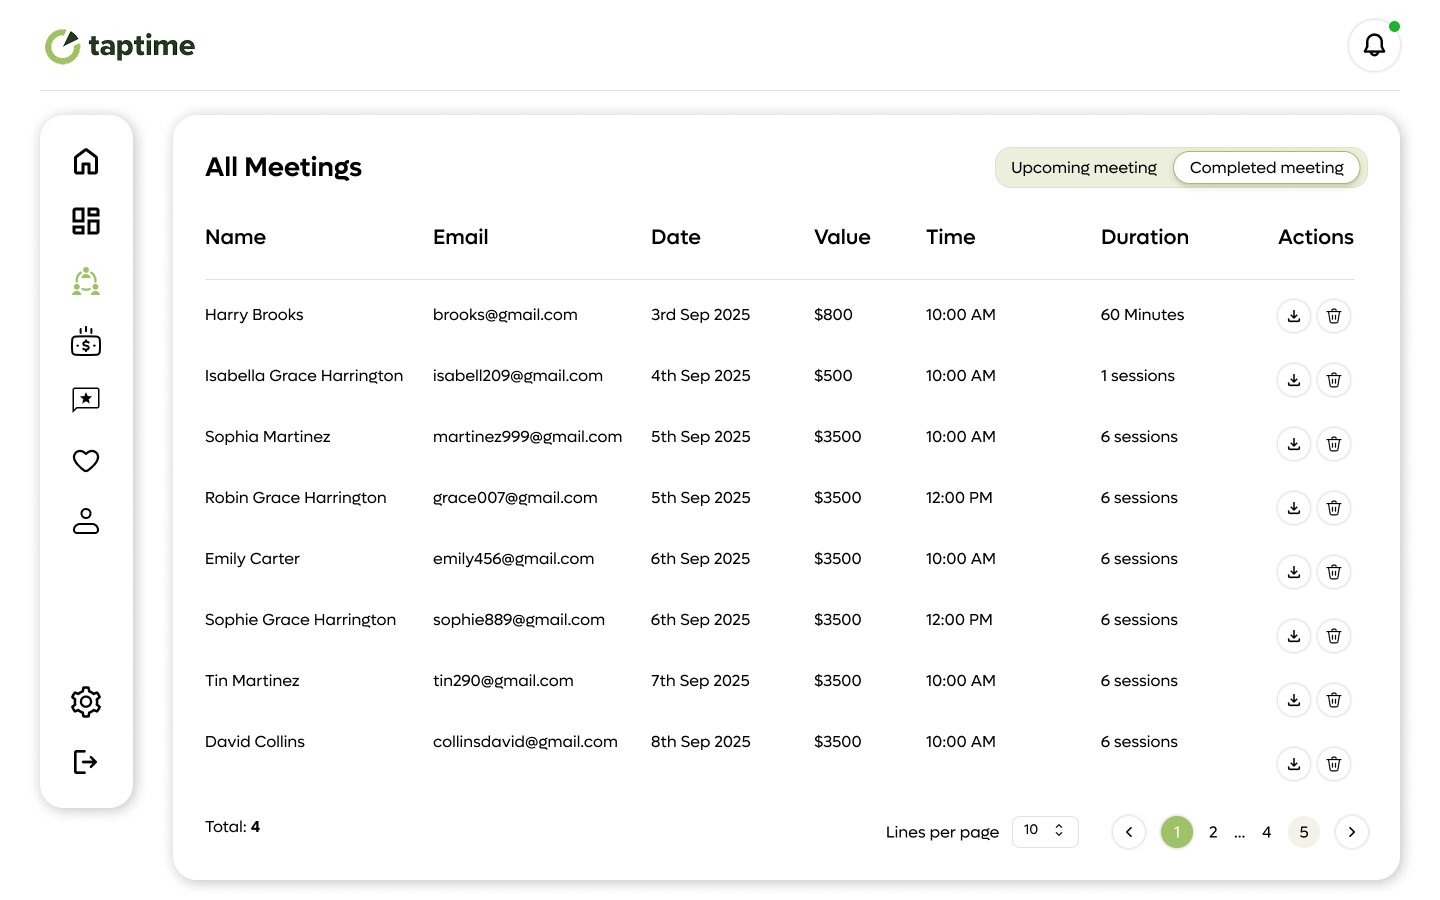 taptime
All Meetings
Upcoming meeting Completed meeting
Name Email Date Value Time Duration Actions
Harry Brooks brooks@gmail.com 3rd Sep 2025 $800 10:00 AM 60 Minutes
Isabella Grace Harrington isabell209@gmail.com 4th Sep 2025 $500 10:00 AM 1 sessions
Sophia Martinez martinez999@gmail.com 5th Sep 2025 $3500 10:00 AM 6 sessions
Robin Grace Harrington grace007@gmail.com 5th Sep 2025 $3500 12:00 PM 6 sessions
Emily Carter emily456@gmail.com 6th Sep 2025 $3500 10:00 AM 6 sessions
Sophie Grace Harrington sophie889@gmail.com 6th Sep 2025 $3500 12:00 PM 6 sessions
Tin Martinez tin290@gmail.com 7th Sep 2025 $3500 10:00 AM 6 sessions
David Collins collinsdavid@gmail.com 8th Sep 2025 $3500 10:00 AM 6 sessions
Total: 4 Lines per page 10 1 2 ... 4 5